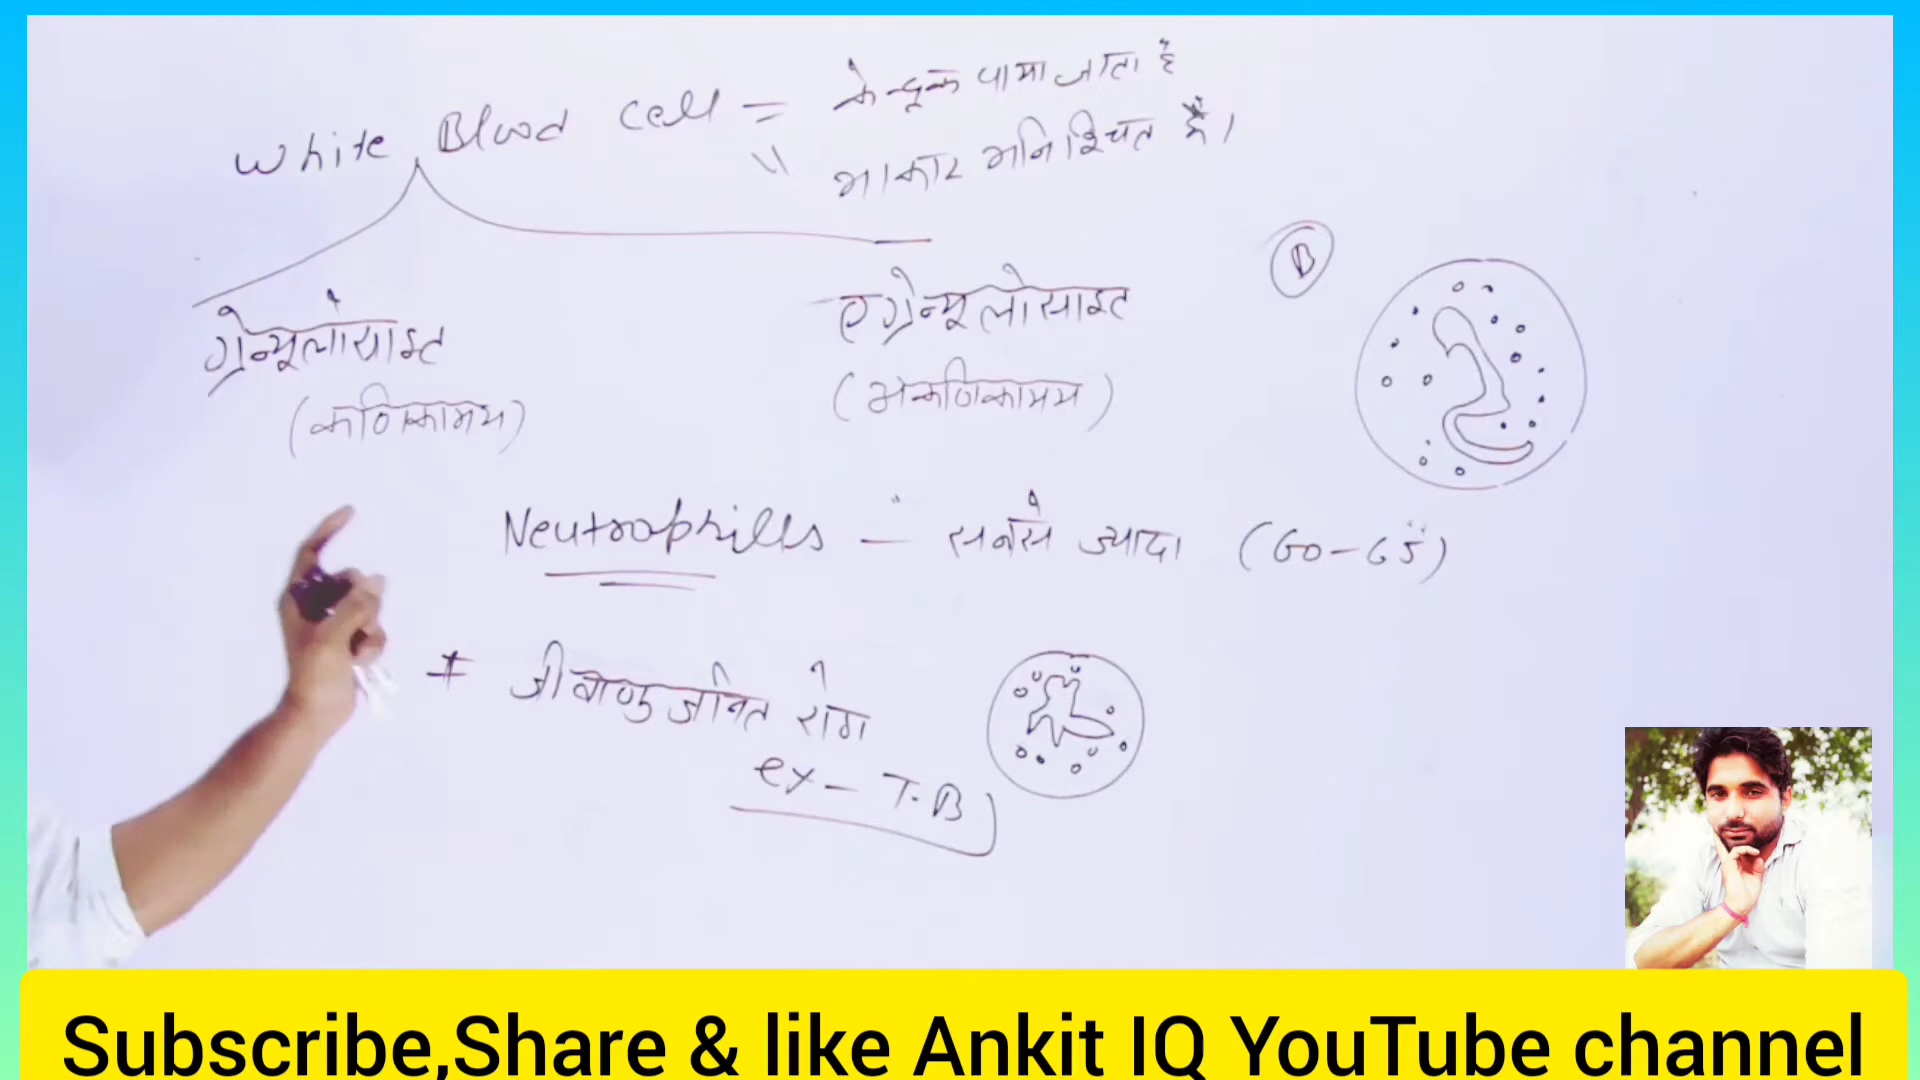 White Blood Cell = केन्द्रक पाया जाता है
" आकार अनिश्चित है।
ग्रेन्यूलोसाइट
एग्रेन्यूलोसाइट
B
(कणिकामय)
(अकणिकामय)
Neutrophills - सबसे ज्यादा (60-65)
जीवाणु जनित रोग
ex - T.B
Subscribe,Share & like Ankit IQ YouTube channel